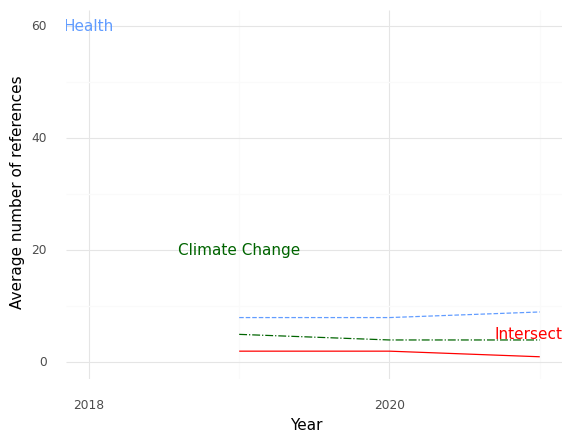 60
Health
40
Average number of references
20
Climate Change
Intersect
0
2018
2020
Year